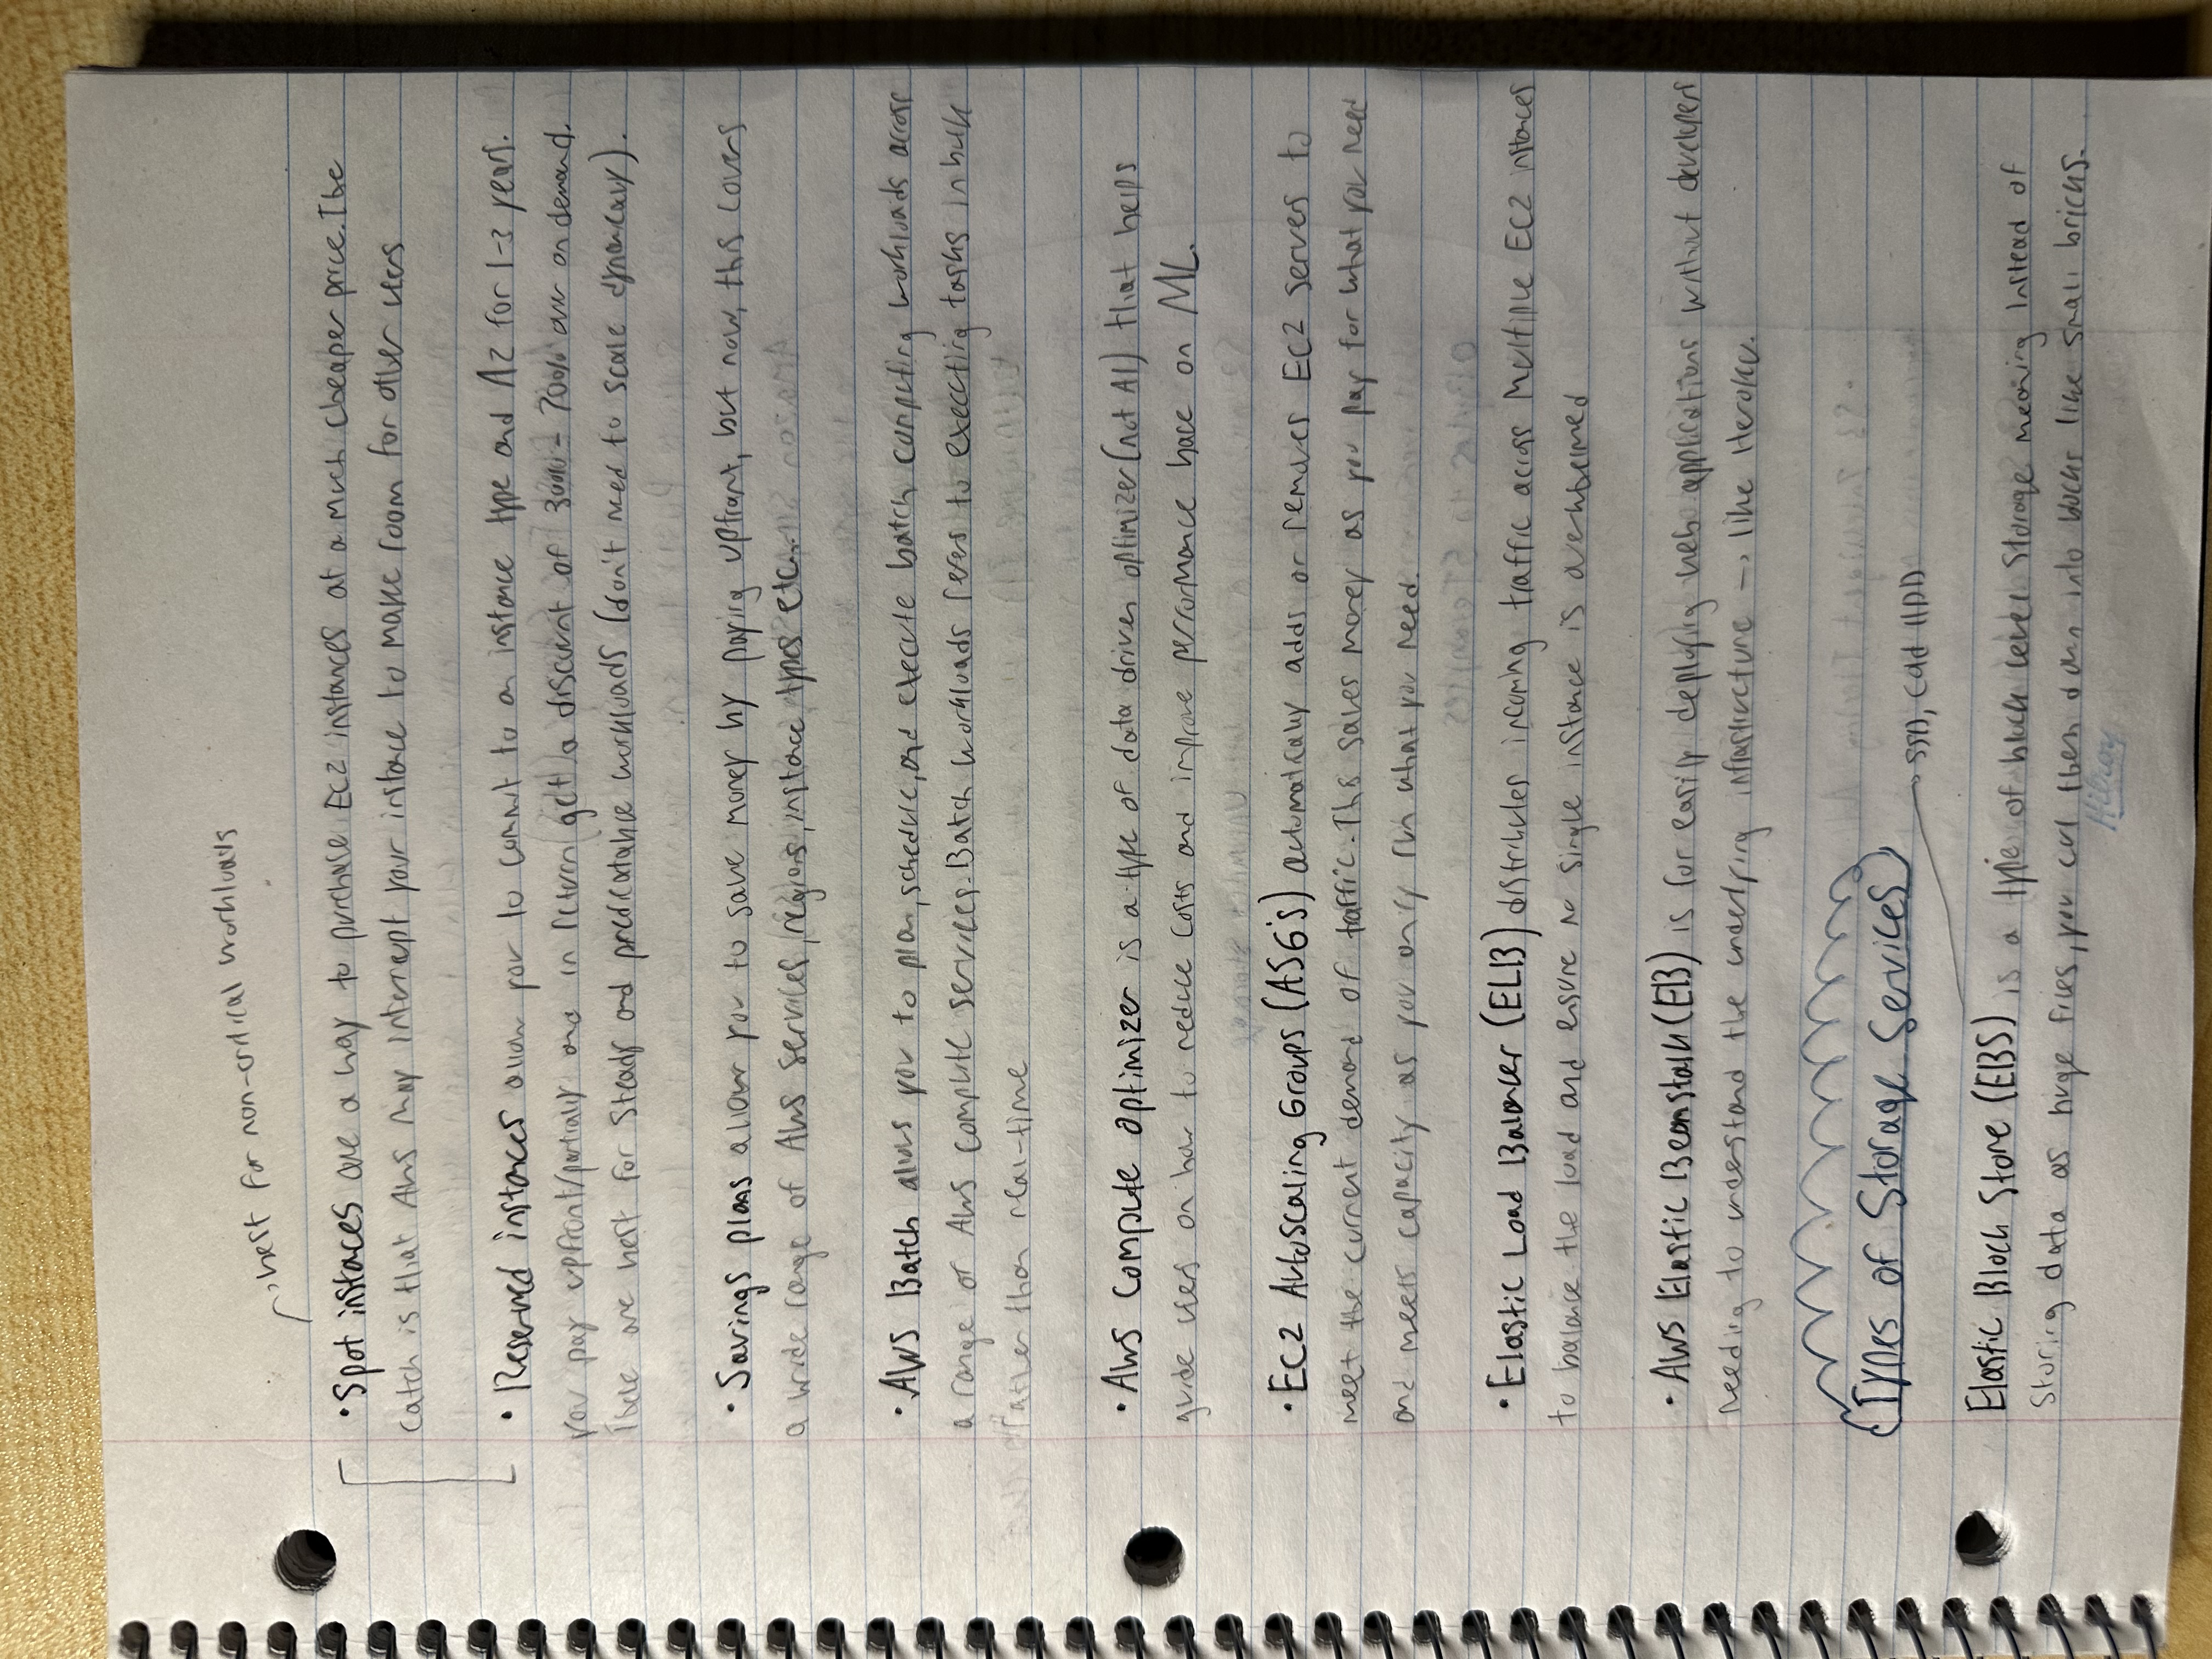 best for non-critical workloads
• Spot instaces are a way to purchase EC2 instances at a much cheaper price. The
catch is that AWS may interrupt your instace to make room for other users
• Reserved instances allow you to commit to an instance type and AZ for 1-3 years.
you pay upfront/partially and in return get a discount of 30% - 70% over on demand.
These are best for steady and predicatable workloads (don't need to scale dynamically).
• Savings plans allow you to save money by paying upfront, but now, this covers
a wide range of AWS services, regions, instace types etc..
• AWS Batch allows you to plan, schedule, and execute batch computing workloads across
a range of AWS compute services. Batch workloads refers to executing tasks in bulk
rather than real-time
• AWS Compute Optimizer is a type of data driven optimizer (not AI) that helps
guide users on how to reduce costs and improve performance base on ML.
• EC2 Autoscaling Groups (ASG's) automatically adds or removes EC2 servers to
meet the current demand of traffic. This saves money as you pay for what you need
and meets capacity as you only run what you need.
• Elastic Load Balancer (ELB) distributes incoming traffic across multiple EC2 instances
to balance the load and ensure no single instance is overwhelmed
• AWS Elastic Beanstalk (EB) is for easily deploying web applications without developers
needing to understand the underlying infrastructure → like Heroku.
Types of Storage Services
→ SSD, Cold HDD
Elastic Block Store (EBS) is a type of block level storage meaning instead of
storing data as huge files, you cut them down into blocks like small bricks.
Hilroy